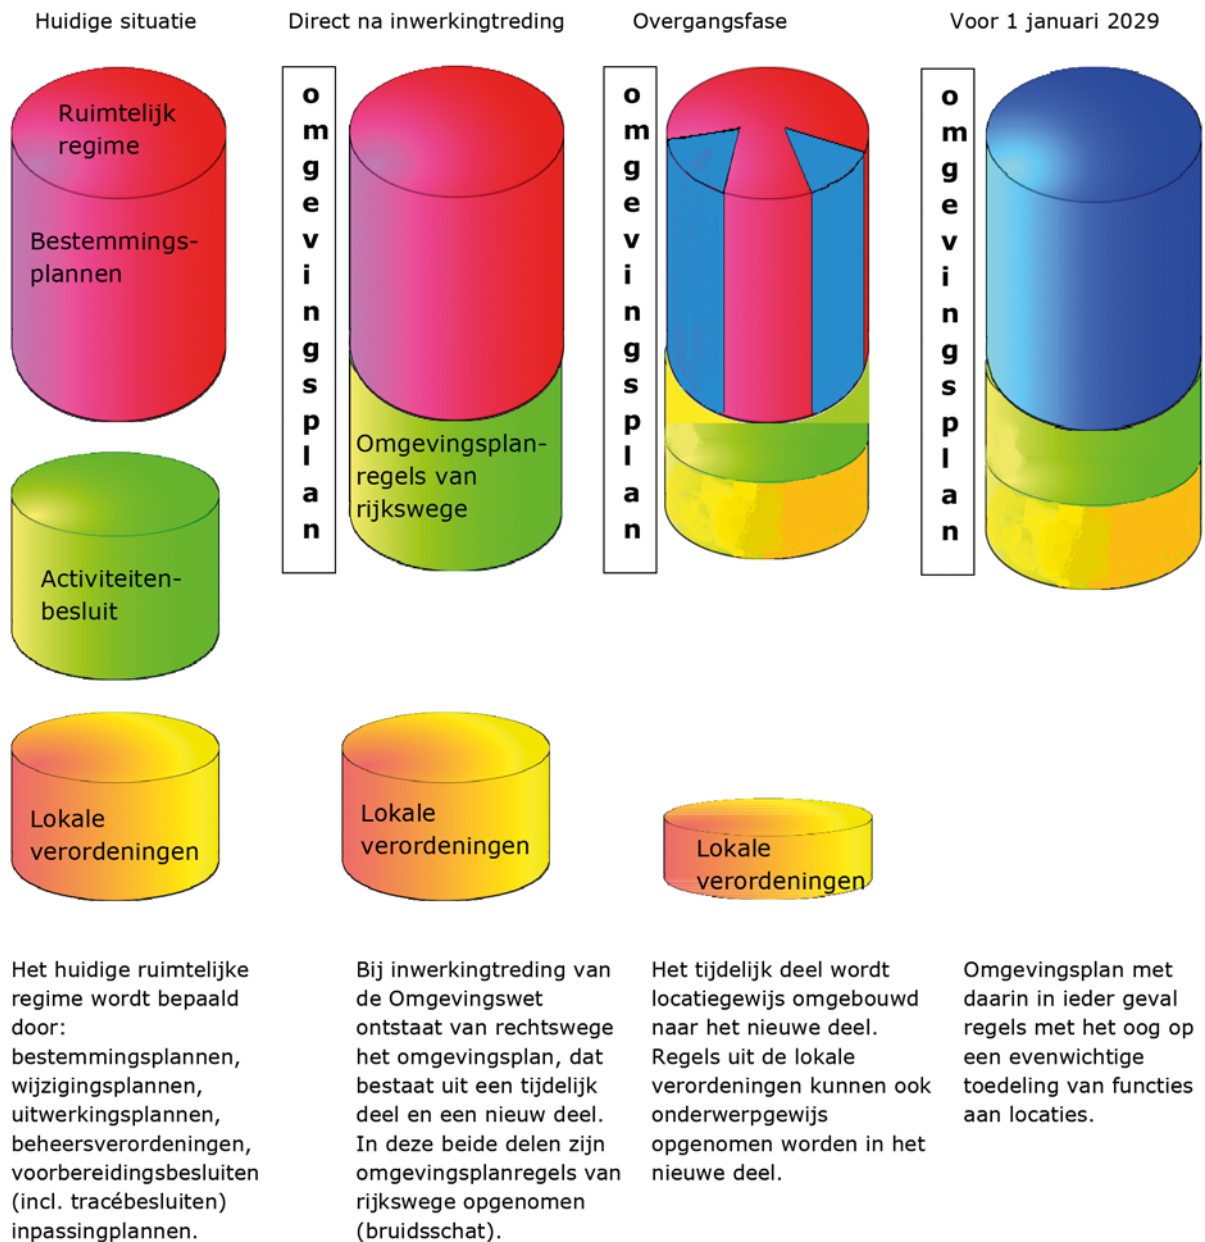 Huidige situatie
Direct na inwerkingtreding
Overgangsfase
Voor 1 januari 2029
Ruimtelijk
regime
Bestemmings-
plannen
Activiteiten-
besluit
Lokale
verordeningen
omgevingsplan
Omgevingsplan-
regels van
rijkswege
Lokale
verordeningen
omgevingsplan
Lokale
verordeningen
omgevingsplan
Het huidige ruimtelijke
regime wordt bepaald
door:
bestemmingsplannen,
wijzigingsplannen,
uitwerkingsplannen,
beheersverordeningen,
voorbereidingsbesluiten
(incl. tracébesluiten)
inpassingplannen.
Bij inwerkingtreding van
de Omgevingswet
ontstaat van rechtswege
het omgevingsplan, dat
bestaat uit een tijdelijk
deel en een nieuw deel.
In deze beide delen zijn
omgevingsplanregels van
rijkswege opgenomen
(bruidsschat).
Het tijdelijk deel wordt
locatiegewijs omgebouwd
naar het nieuwe deel.
Regels uit de lokale
verordeningen kunnen ook
onderwerpgewijs
opgenomen worden in het
nieuwe deel.
Omgevingsplan met
daarin in ieder geval
regels met het oog op
een evenwichtige
toedeling van functies
aan locaties.